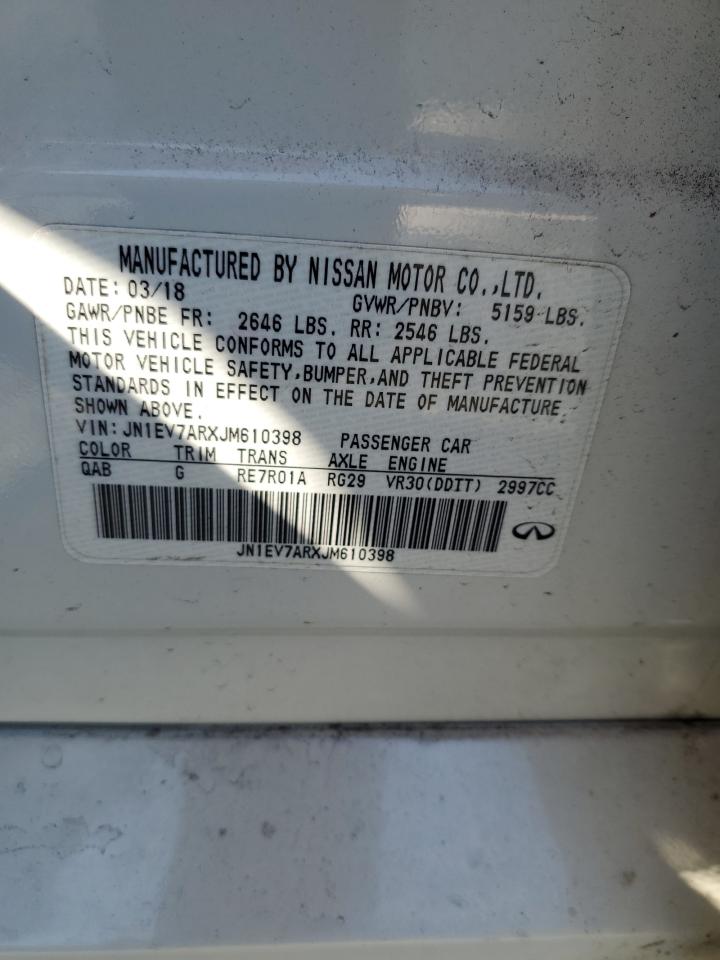 MANUFACTURED BY NISSAN MOTOR CO.,LTD.
DATE: 03/18 GVWR/PNBV: 5159 LBS.
GAWR/PNBE FR: 2646 LBS. RR: 2546 LBS.
THIS VEHICLE CONFORMS TO ALL APPLICABLE FEDERAL
MOTOR VEHICLE SAFETY,BUMPER,AND THEFT PREVENTION
STANDARDS IN EFFECT ON THE DATE OF MANUFACTURE
SHOWN ABOVE.
VIN: JN1EV7ARXJM610398 PASSENGER CAR
COLOR TRIM TRANS AXLE ENGINE
QAB G RE7R01A RG29 VR30(DDTT) 2997CC
JN1EV7ARXJM610398